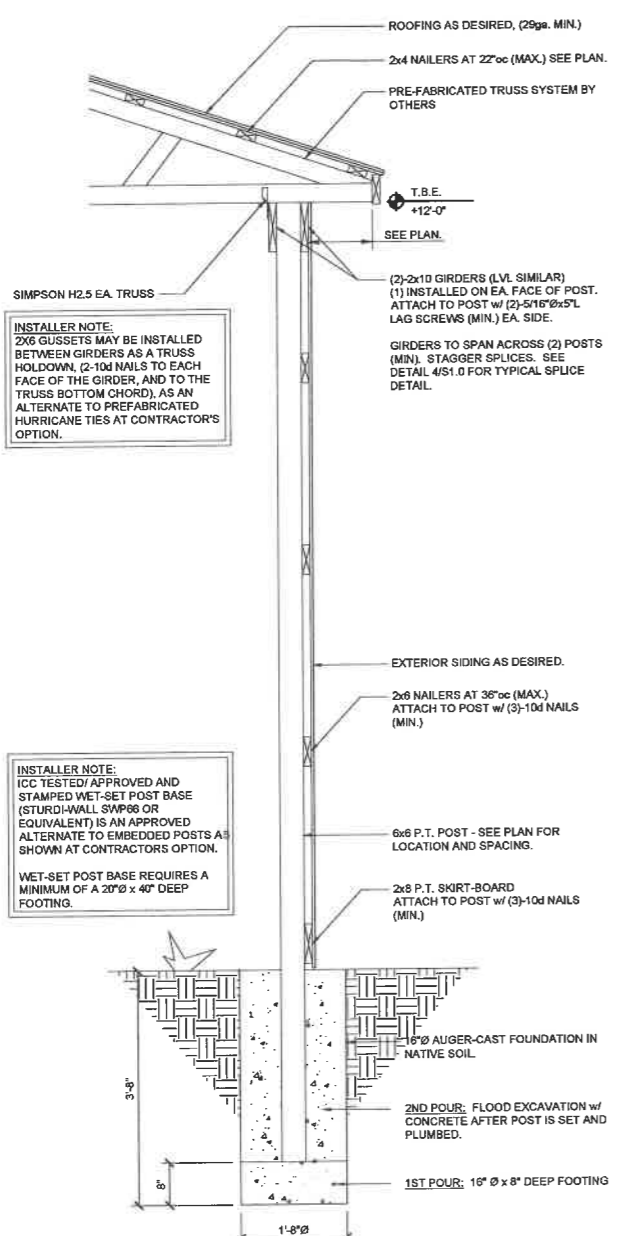 ROOFING AS DESIRED, (29ga. MIN.)
2x4 NAILERS AT 22"oc (MAX.) SEE PLAN.
PRE-FABRICATED TRUSS SYSTEM BY
OTHERS
T.B.E.
+12'-0"
SEE PLAN.
(2)-2x10 GIRDERS (LVL SIMILAR)
(1) INSTALLED ON EA. FACE OF POST.
ATTACH TO POST w/ (2)-5/16"Øx5"L
LAG SCREWS (MIN.) EA. SIDE.
GIRDERS TO SPAN ACROSS (2) POSTS
(MIN). STAGGER SPLICES. SEE
DETAIL 4/S1.0 FOR TYPICAL SPLICE
DETAIL.
SIMPSON H2.5 EA. TRUSS
INSTALLER NOTE:
2X6 GUSSETS MAY BE INSTALLED
BETWEEN GIRDERS AS A TRUSS
HOLDOWN, (2-10d NAILS TO EACH
FACE OF THE GIRDER, AND TO THE
TRUSS BOTTOM CHORD), AS AN
ALTERNATE TO PREFABRICATED
HURRICANE TIES AT CONTRACTOR'S
OPTION.
EXTERIOR SIDING AS DESIRED.
2x6 NAILERS AT 36"oc (MAX.)
ATTACH TO POST w/ (3)-10d NAILS
(MIN.)
INSTALLER NOTE:
ICC TESTED/ APPROVED AND
STAMPED WET-SET POST BASE
(STURDI-WALL SWP66 OR
EQUIVALENT) IS AN APPROVED
ALTERNATE TO EMBEDDED POSTS AS
SHOWN AT CONTRACTORS OPTION.
WET-SET POST BASE REQUIRES A
MINIMUM OF A 20"Ø x 40" DEEP
FOOTING.
6x6 P.T. POST - SEE PLAN FOR
LOCATION AND SPACING.
2x8 P.T. SKIRT-BOARD
ATTACH TO POST w/ (3)-10d NAILS
(MIN.)
16"Ø AUGER-CAST FOUNDATION IN
NATIVE SOIL
3'-8"
2ND POUR: FLOOD EXCAVATION w/
CONCRETE AFTER POST IS SET AND
PLUMBED.
8"
1ST POUR: 16" Ø x 8" DEEP FOOTING
1'-8"Ø